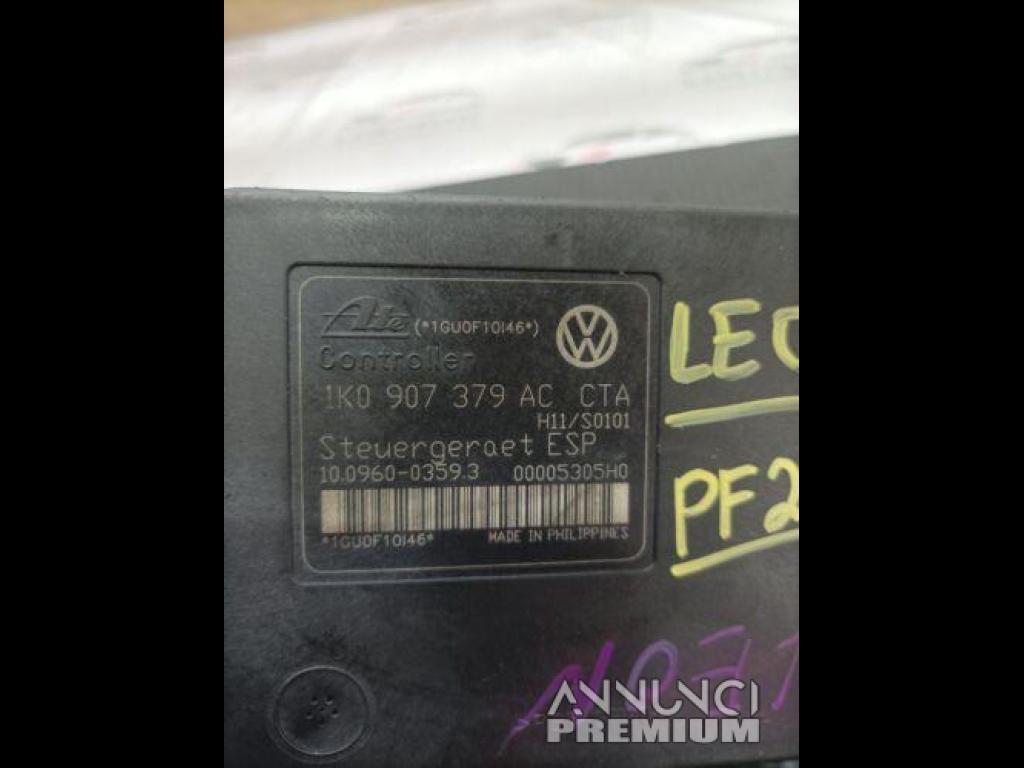 Ate (*1GU0F10I46*)
Controller
1K0 907 379 AC CTA
H11/S0101
Steuergeraet ESP
10.0960-0359.3 00005305H0
*1GU0F10I46* MADE IN PHILIPPINES
LEO
PF2
ANNUNCI
PREMIUM